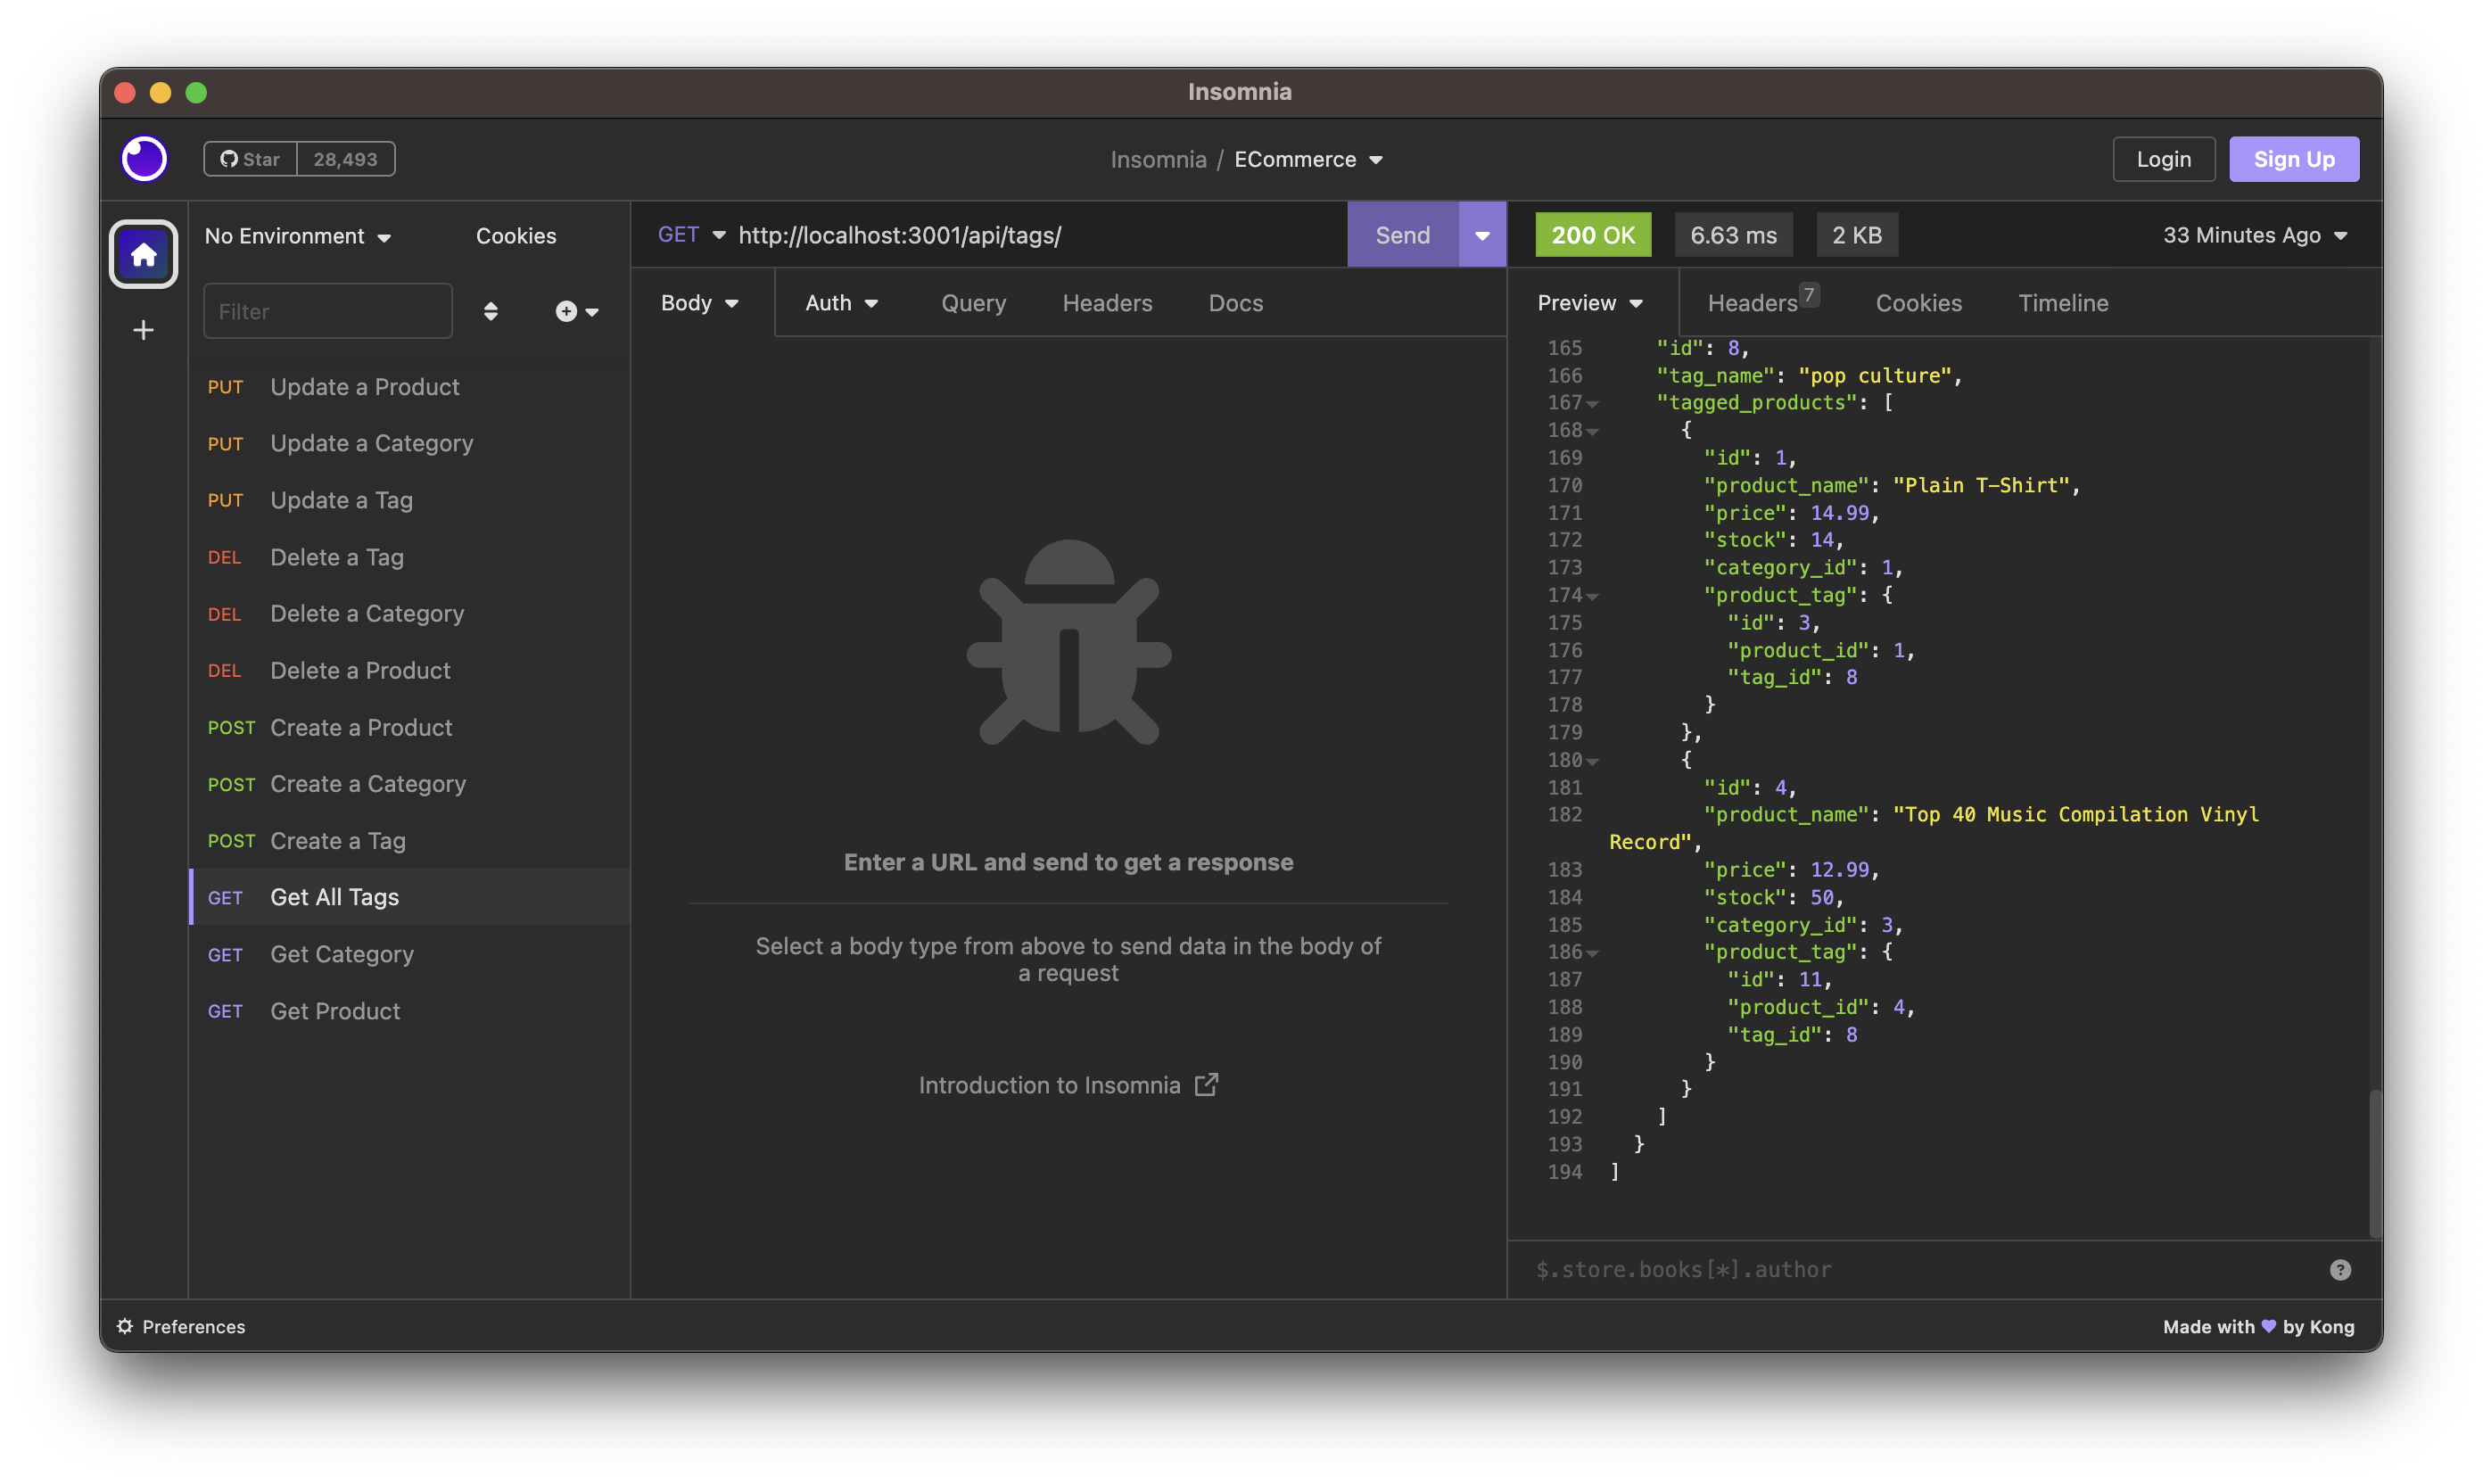 Insomnia
Star 28,493
Insomnia / ECommerce
Login
Sign Up
No Environment
Cookies
Filter
PUT Update a Product
PUT Update a Category
PUT Update a Tag
DEL Delete a Tag
DEL Delete a Category
DEL Delete a Product
POST Create a Product
POST Create a Category
POST Create a Tag
GET Get All Tags
GET Get Category
GET Get Product
GET http://localhost:3001/api/tags/
Send
Body
Auth
Query
Headers
Docs
Enter a URL and send to get a response
Select a body type from above to send data in the body of
a request
Introduction to Insomnia
200 OK
6.63 ms
2 KB
33 Minutes Ago
Preview
Headers 7
Cookies
Timeline
165 "id": 8,
166 "tag_name": "pop culture",
167 "tagged_products": [
168 {
169 "id": 1,
170 "product_name": "Plain T-Shirt",
171 "price": 14.99,
172 "stock": 14,
173 "category_id": 1,
174 "product_tag": {
175 "id": 3,
176 "product_id": 1,
177 "tag_id": 8
178 }
179 },
180 {
181 "id": 4,
182 "product_name": "Top 40 Music Compilation Vinyl
Record",
183 "price": 12.99,
184 "stock": 50,
185 "category_id": 3,
186 "product_tag": {
187 "id": 11,
188 "product_id": 4,
189 "tag_id": 8
190 }
191 }
192 ]
193 }
194 ]
$.store.books[*].author
?
Preferences
Made with 💜 by Kong